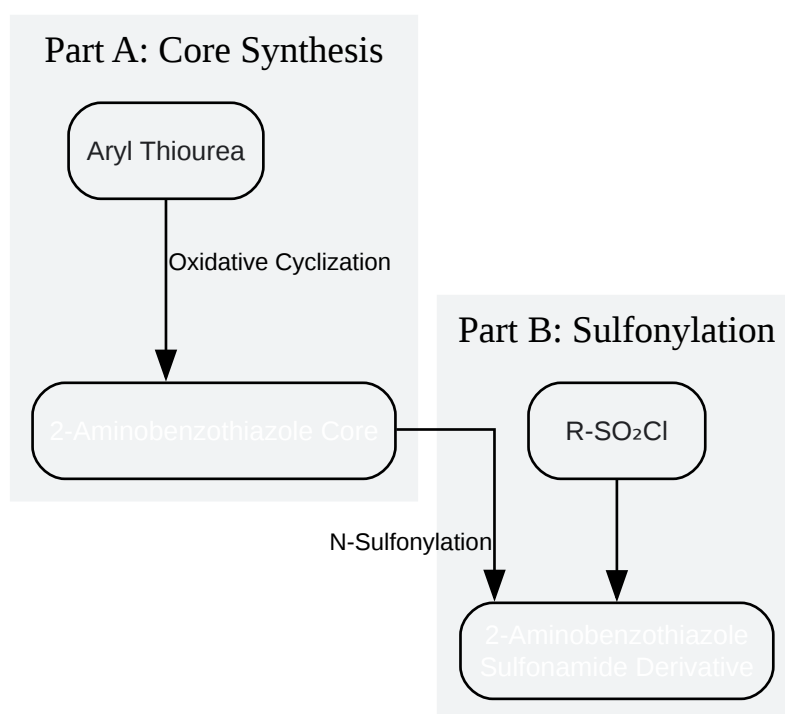 Part A: Core Synthesis
Aryl Thiourea
Oxidative Cyclization
2-Aminobenzothiazole Core
Part B: Sulfonylation
R-SO₂Cl
N-Sulfonylation
2-Aminobenzothiazole
Sulfonamide Derivative